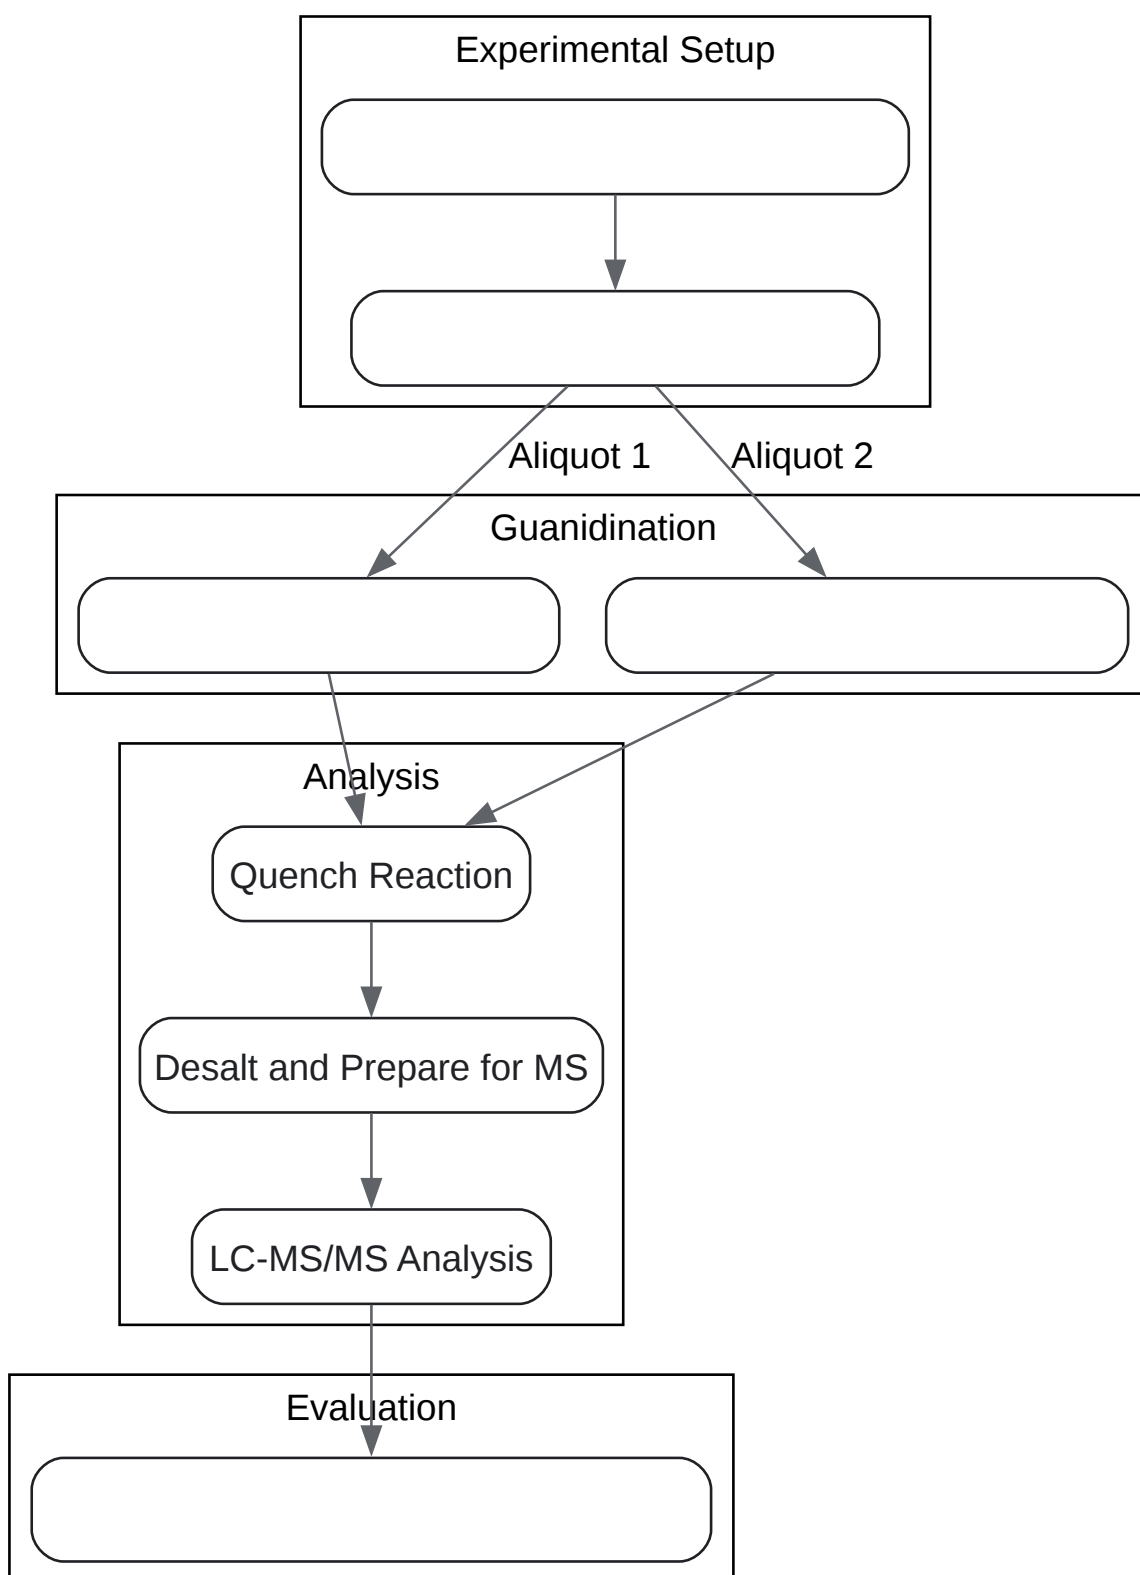 Experimental Setup
Aliquot 1
Aliquot 2
Guanidination
Analysis
Quench Reaction
Desalt and Prepare for MS
LC-MS/MS Analysis
Evaluation